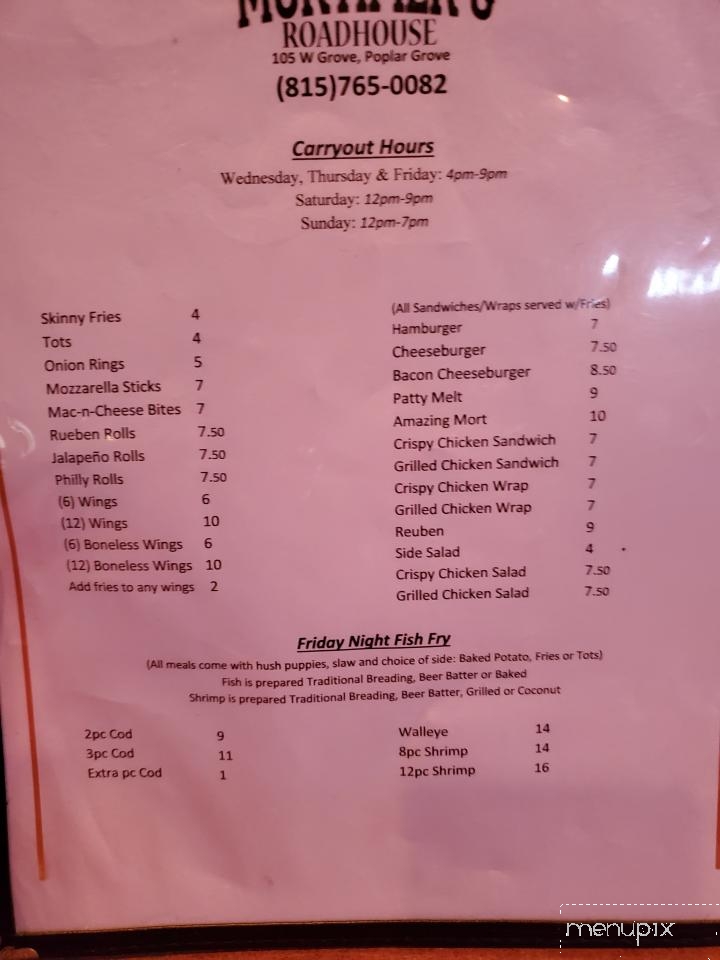 ROADHOUSE
105 W Grove, Poplar Grove
(815)765-0082
Carryout Hours
Wednesday, Thursday & Friday: 4pm-9pm
Saturday: 12pm-9pm
Sunday: 12pm-7pm
Skinny Fries 4
Tots 4
Onion Rings 5
Mozzarella Sticks 7
Mac-n-Cheese Bites 7
Rueben Rolls 7.50
Jalapeño Rolls 7.50
Philly Rolls 7.50
(6) Wings 6
(12) Wings 10
(6) Boneless Wings 6
(12) Boneless Wings 10
Add fries to any wings 2
(All Sandwiches/Wraps served w/Fries)
Hamburger 7
Cheeseburger 7.50
Bacon Cheeseburger 8.50
Patty Melt 9
Amazing Mort 10
Crispy Chicken Sandwich 7
Grilled Chicken Sandwich 7
Crispy Chicken Wrap 7
Grilled Chicken Wrap 7
Reuben 9
Side Salad 4
Crispy Chicken Salad 7.50
Grilled Chicken Salad 7.50
Friday Night Fish Fry
(All meals come with hush puppies, slaw and choice of side: Baked Potato, Fries or Tots)
Fish is prepared Traditional Breading, Beer Batter or Baked
Shrimp is prepared Traditional Breading, Beer Batter, Grilled or Coconut
2pc Cod 9
3pc Cod 11
Extra pc Cod 1
Walleye 14
8pc Shrimp 14
12pc Shrimp 16
menupix